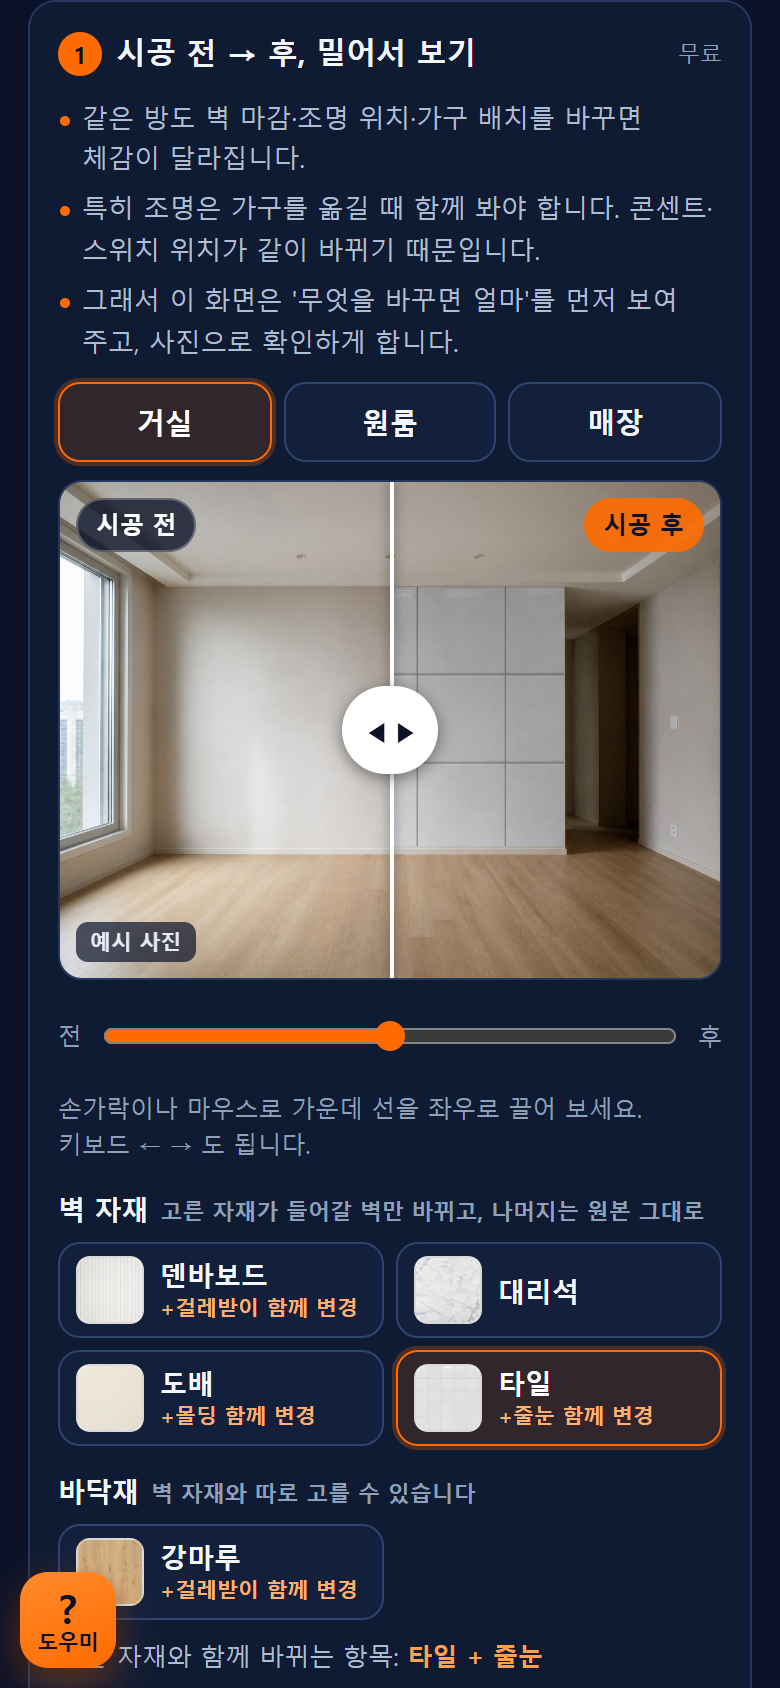 1 시공 전 → 후, 밀어서 보기
무료
같은 방도 벽 마감·조명 위치·가구 배치를 바꾸면
체감이 달라집니다.
특히 조명은 가구를 옮길 때 함께 봐야 합니다. 콘센트·
스위치 위치가 같이 바뀌기 때문입니다.
그래서 이 화면은 '무엇을 바꾸면 얼마'를 먼저 보여
주고, 사진으로 확인하게 합니다.
거실
원룸
매장
시공 전
시공 후
예시 사진
전
후
손가락이나 마우스로 가운데 선을 좌우로 끌어 보세요.
키보드 ← → 도 됩니다.
벽 자재 고른 자재가 들어갈 벽만 바뀌고, 나머지는 원본 그대로
덴바보드
+걸레받이 함께 변경
대리석
도배
+몰딩 함께 변경
타일
+줄눈 함께 변경
바닥재 벽 자재와 따로 고를 수 있습니다
강마루
+걸레받이 함께 변경
?
도우미
자재와 함께 바뀌는 항목: 타일 + 줄눈